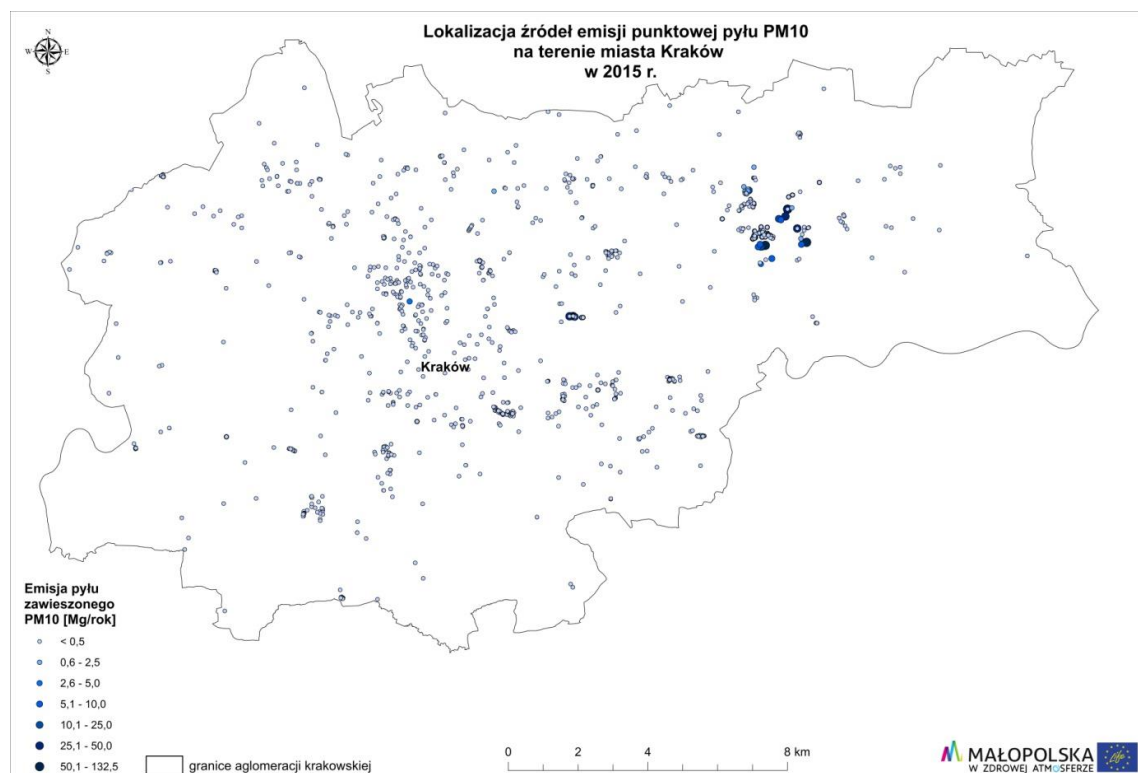 Lokalizacja źródeł emisji punktowej pyłu PM10
na terenie miasta Kraków
w 2015 r.
N
W E
S
Kraków
Emisja pyłu
zawieszonego
PM10 [Mg/rok]
< 0,5
0,6 - 2,5
2,6 - 5,0
5,1 - 10,0
10,1 - 25,0
25,1 - 50,0
50,1 - 132,5
granice aglomeracji krakowskiej
0 2 4 8 km
MAŁOPOLSKA
W ZDROWEJ ATMOSFERZE
Life